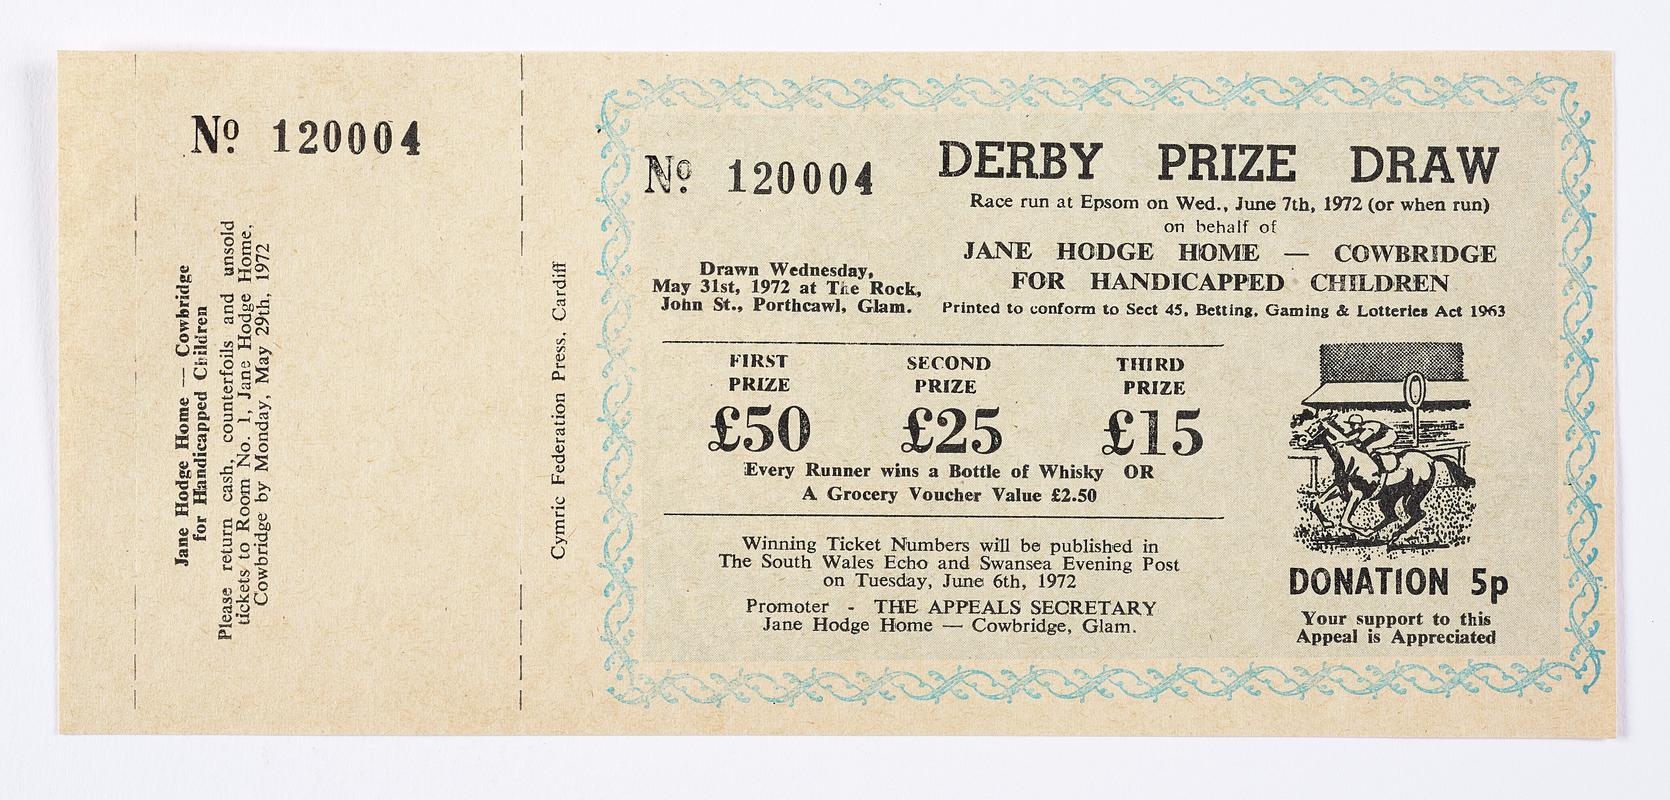 Nº 120004
Jane Hodge Home — Cowbridge
for Handicapped Children
Please return cash, counterfoils and unsold
tickets to Room No. 1, Jane Hodge Home,
Cowbridge by Monday, May 29th, 1972
Cymric Federation Press, Cardiff
Nº 120004
DERBY PRIZE DRAW
Race run at Epsom on Wed., June 7th, 1972 (or when run)
on behalf of
JANE HODGE HOME — COWBRIDGE
FOR HANDICAPPED CHILDREN
Printed to conform to Sect 45, Betting, Gaming & Lotteries Act 1963
Drawn Wednesday,
May 31st, 1972 at The Rock,
John St., Porthcawl, Glam.
FIRST
PRIZE
£50
SECOND
PRIZE
£25
THIRD
PRIZE
£15
Every Runner wins a Bottle of Whisky OR
A Grocery Voucher Value £2.50
Winning Ticket Numbers will be published in
The South Wales Echo and Swansea Evening Post
on Tuesday, June 6th, 1972
Promoter - THE APPEALS SECRETARY
Jane Hodge Home — Cowbridge, Glam.
DONATION 5p
Your support to this
Appeal is Appreciated